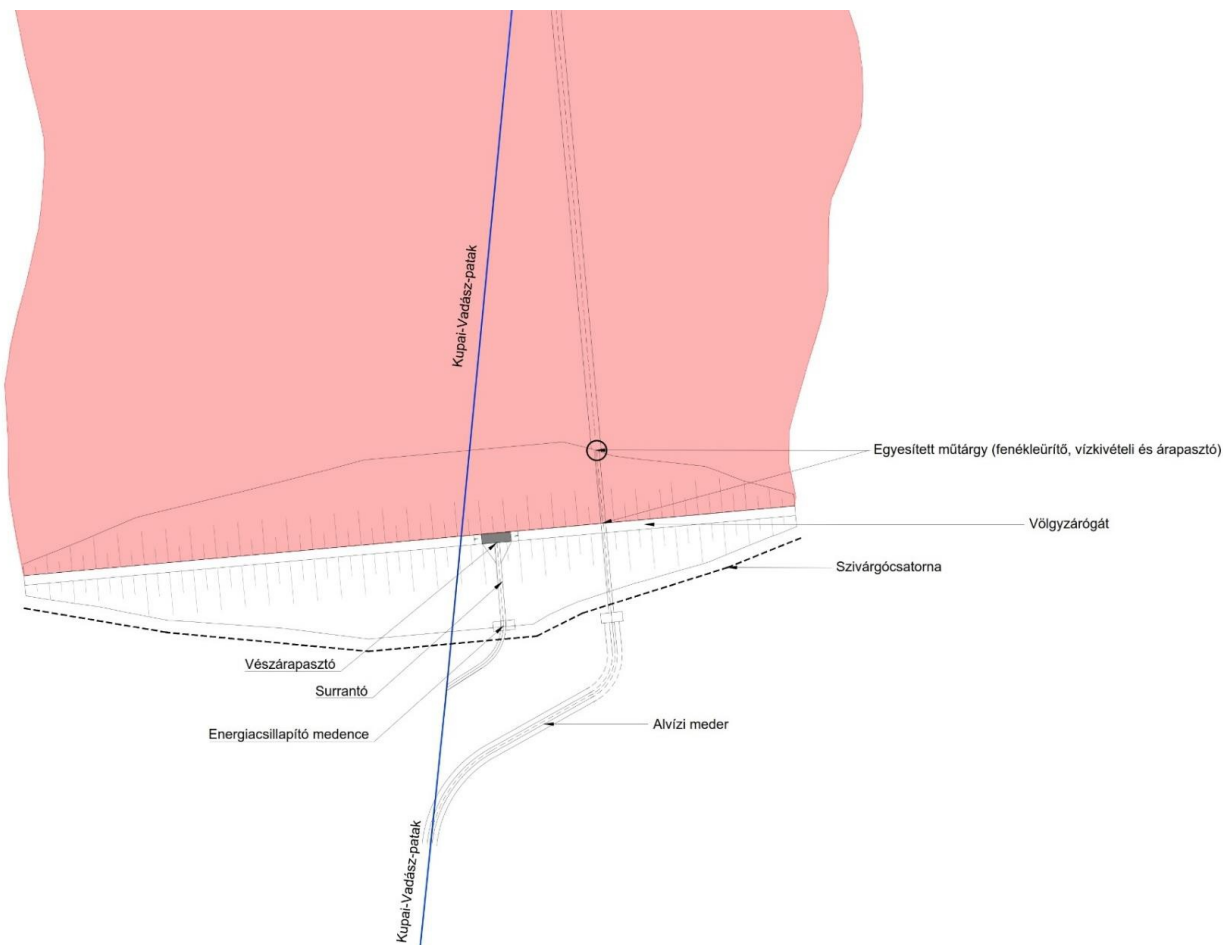 Kupai-Vadász-patak
Egyesített műtárgy (fenékleürítő, vízkivételi és árapasztó)
Völgyzárógát
Szivárgócsatorna
Vészárapasztó
Surrantó
Energiacsillapító medence
Alvízi meder
Kupai-Vadász-patak